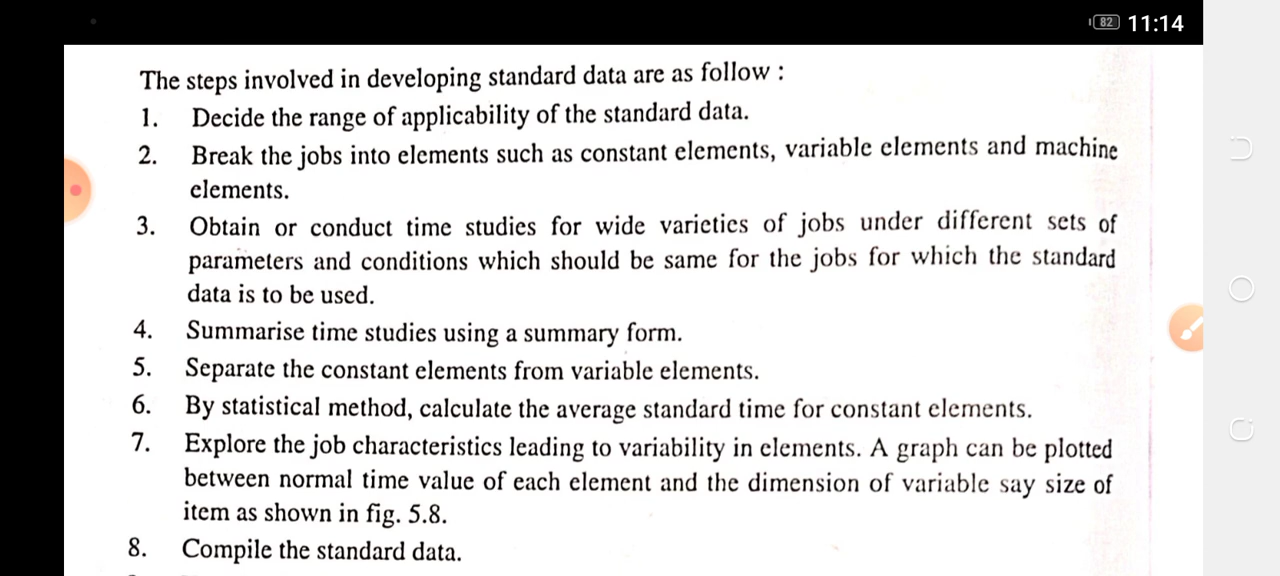 82 11:14
The steps involved in developing standard data are as follow :
1. Decide the range of applicability of the standard data.
2. Break the jobs into elements such as constant elements, variable elements and machine
elements.
3. Obtain or conduct time studies for wide varieties of jobs under different sets of
parameters and conditions which should be same for the jobs for which the standard
data is to be used.
4. Summarise time studies using a summary form.
5. Separate the constant elements from variable elements.
6. By statistical method, calculate the average standard time for constant elements.
7. Explore the job characteristics leading to variability in elements. A graph can be plotted
between normal time value of each element and the dimension of variable say size of
item as shown in fig. 5.8.
8. Compile the standard data.